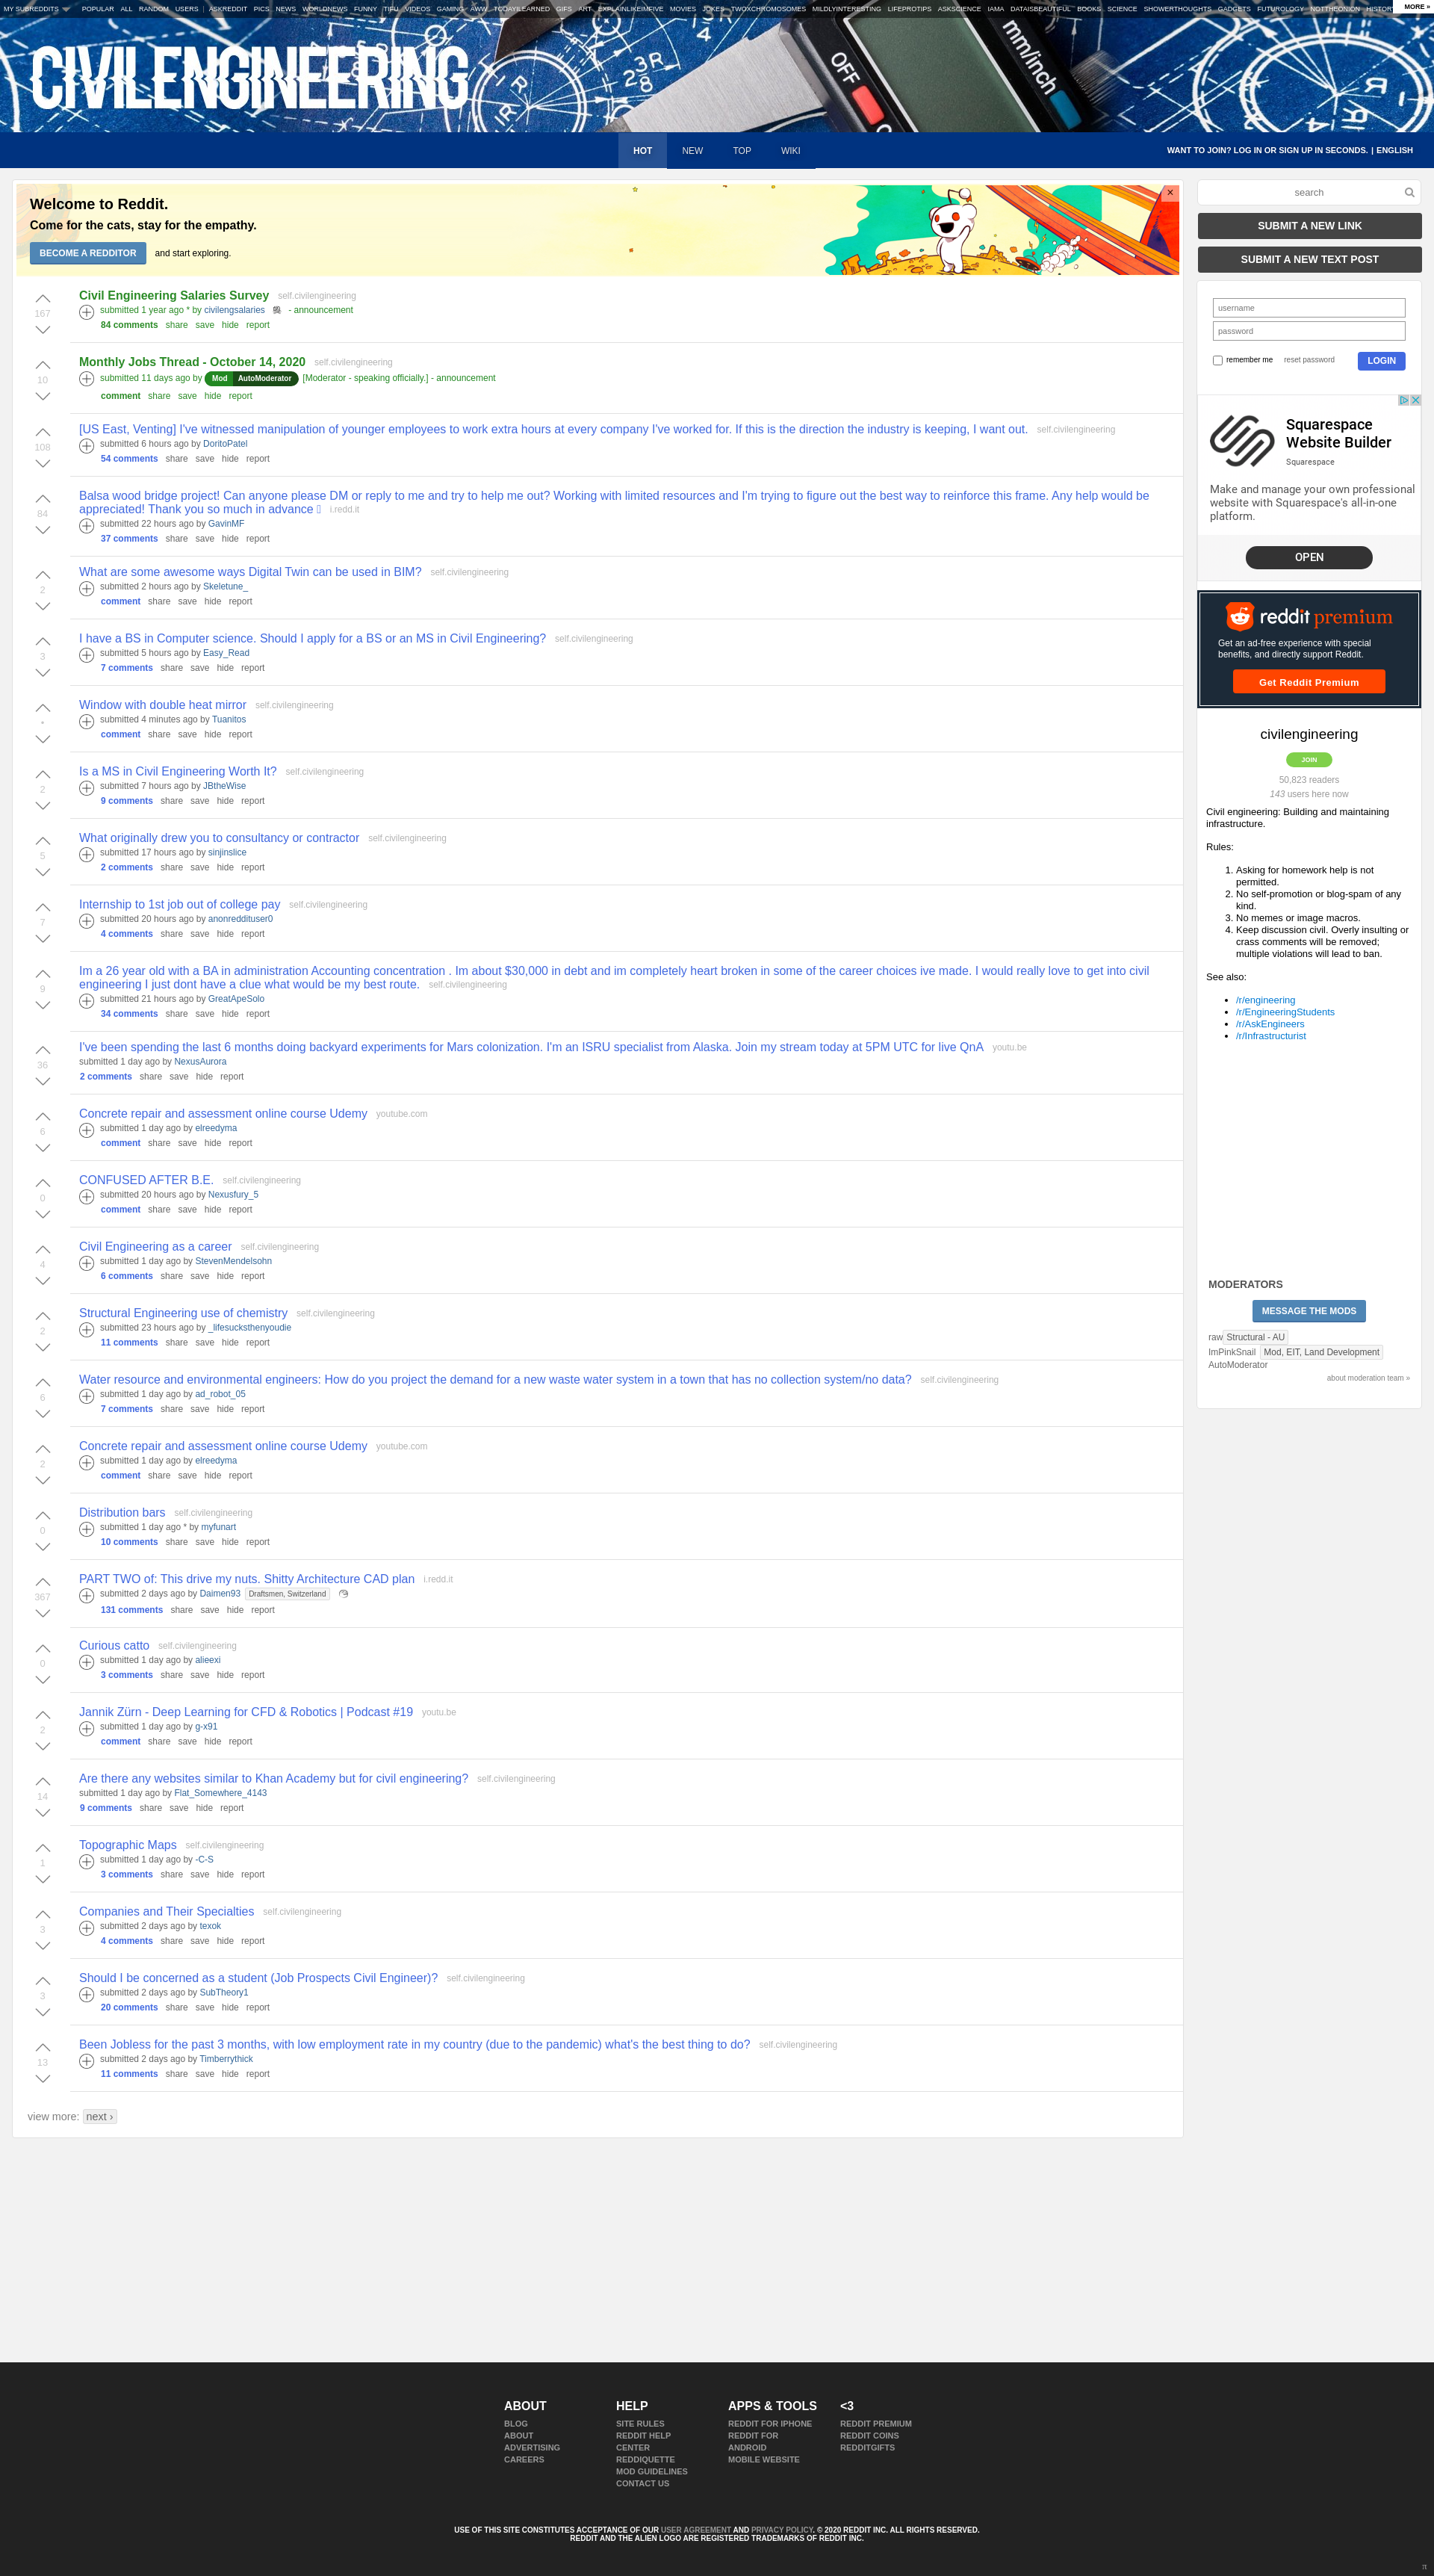 MY SUBREDDITS POPULAR ALL RANDOM USERS | ASKREDDIT PICS NEWS WORLDNEWS FUNNY TIFU VIDEOS GAMING AWW TODAYILEARNED GIFS ART EXPLAINLIKEIMFIVE MOVIES JOKES TWOXCHROMOSOMES MILDLYINTERESTING LIFEPROTIPS ASKSCIENCE IAMA DATAISBEAUTIFUL BOOKS SCIENCE SHOWERTHOUGHTS GADGETS FUTUROLOGY NOTTHEONION HISTORY MORE »
CIVILENGINEERING
OFF
mm/inch
HOT NEW TOP WIKI
WANT TO JOIN? LOG IN OR SIGN UP IN SECONDS. | ENGLISH
Welcome to Reddit.
Come for the cats, stay for the empathy.
BECOME A REDDITOR and start exploring.
×
167
Civil Engineering Salaries Survey self.civilengineering
submitted 1 year ago * by civilengsalaries - announcement
84 comments share save hide report
10
Monthly Jobs Thread - October 14, 2020 self.civilengineering
submitted 11 days ago by Mod AutoModerator [Moderator - speaking officially.] - announcement
comment share save hide report
108
[US East, Venting] I've witnessed manipulation of younger employees to work extra hours at every company I've worked for. If this is the direction the industry is keeping, I want out. self.civilengineering
submitted 6 hours ago by DoritoPatel
54 comments share save hide report
84
Balsa wood bridge project! Can anyone please DM or reply to me and try to help me out? Working with limited resources and I'm trying to figure out the best way to reinforce this frame. Any help would be
appreciated! Thank you so much in advance i.redd.it
submitted 22 hours ago by GavinMF
37 comments share save hide report
2
What are some awesome ways Digital Twin can be used in BIM? self.civilengineering
submitted 2 hours ago by Skeletune_
comment share save hide report
3
I have a BS in Computer science. Should I apply for a BS or an MS in Civil Engineering? self.civilengineering
submitted 5 hours ago by Easy_Read
7 comments share save hide report
•
Window with double heat mirror self.civilengineering
submitted 4 minutes ago by Tuanitos
comment share save hide report
2
Is a MS in Civil Engineering Worth It? self.civilengineering
submitted 7 hours ago by JBtheWise
9 comments share save hide report
5
What originally drew you to consultancy or contractor self.civilengineering
submitted 17 hours ago by sinjinslice
2 comments share save hide report
7
Internship to 1st job out of college pay self.civilengineering
submitted 20 hours ago by anonreddituser0
4 comments share save hide report
9
Im a 26 year old with a BA in administration Accounting concentration . Im about $30,000 in debt and im completely heart broken in some of the career choices ive made. I would really love to get into civil
engineering I just dont have a clue what would be my best route. self.civilengineering
submitted 21 hours ago by GreatApeSolo
34 comments share save hide report
36
I've been spending the last 6 months doing backyard experiments for Mars colonization. I'm an ISRU specialist from Alaska. Join my stream today at 5PM UTC for live QnA youtu.be
submitted 1 day ago by NexusAurora
2 comments share save hide report
6
Concrete repair and assessment online course Udemy youtube.com
submitted 1 day ago by elreedyma
comment share save hide report
0
CONFUSED AFTER B.E. self.civilengineering
submitted 20 hours ago by Nexusfury_5
comment share save hide report
4
Civil Engineering as a career self.civilengineering
submitted 1 day ago by StevenMendelsohn
6 comments share save hide report
2
Structural Engineering use of chemistry self.civilengineering
submitted 23 hours ago by _lifesucksthenyoudie
11 comments share save hide report
6
Water resource and environmental engineers: How do you project the demand for a new waste water system in a town that has no collection system/no data? self.civilengineering
submitted 1 day ago by ad_robot_05
7 comments share save hide report
2
Concrete repair and assessment online course Udemy youtube.com
submitted 1 day ago by elreedyma
comment share save hide report
0
Distribution bars self.civilengineering
submitted 1 day ago * by myfunart
10 comments share save hide report
367
PART TWO of: This drive my nuts. Shitty Architecture CAD plan i.redd.it
submitted 2 days ago by Daimen93 Draftsmen, Switzerland
131 comments share save hide report
0
Curious catto self.civilengineering
submitted 1 day ago by alieexi
3 comments share save hide report
2
Jannik Zürn - Deep Learning for CFD & Robotics | Podcast #19 youtu.be
submitted 1 day ago by g-x91
comment share save hide report
14
Are there any websites similar to Khan Academy but for civil engineering? self.civilengineering
submitted 1 day ago by Flat_Somewhere_4143
9 comments share save hide report
1
Topographic Maps self.civilengineering
submitted 1 day ago by -C-S
3 comments share save hide report
3
Companies and Their Specialties self.civilengineering
submitted 2 days ago by texok
4 comments share save hide report
3
Should I be concerned as a student (Job Prospects Civil Engineer)? self.civilengineering
submitted 2 days ago by SubTheory1
20 comments share save hide report
13
Been Jobless for the past 3 months, with low employment rate in my country (due to the pandemic) what's the best thing to do? self.civilengineering
submitted 2 days ago by Timberrythick
11 comments share save hide report
view more: next ›
search
SUBMIT A NEW LINK
SUBMIT A NEW TEXT POST
username
password
remember me reset password LOGIN
Squarespace
Website Builder
Squarespace
Make and manage your own professional
website with Squarespace's all-in-one
platform.
OPEN
reddit premium
Get an ad-free experience with special
benefits, and directly support Reddit.
Get Reddit Premium
civilengineering
JOIN
50,823 readers
143 users here now
Civil engineering: Building and maintaining
infrastructure.
Rules:
1. Asking for homework help is not
permitted.
2. No self-promotion or blog-spam of any
kind.
3. No memes or image macros.
4. Keep discussion civil. Overly insulting or
crass comments will be removed;
multiple violations will lead to ban.
See also:
• /r/engineering
• /r/EngineeringStudents
• /r/AskEngineers
• /r/Infrastructurist
MODERATORS
MESSAGE THE MODS
raw Structural - AU
ImPinkSnail Mod, EIT, Land Development
AutoModerator
about moderation team »
ABOUT
BLOG
ABOUT
ADVERTISING
CAREERS
HELP
SITE RULES
REDDIT HELP
CENTER
REDDIQUETTE
MOD GUIDELINES
CONTACT US
APPS & TOOLS
REDDIT FOR IPHONE
REDDIT FOR
ANDROID
MOBILE WEBSITE
<3
REDDIT PREMIUM
REDDIT COINS
REDDITGIFTS
USE OF THIS SITE CONSTITUTES ACCEPTANCE OF OUR USER AGREEMENT AND PRIVACY POLICY. © 2020 REDDIT INC. ALL RIGHTS RESERVED.
REDDIT AND THE ALIEN LOGO ARE REGISTERED TRADEMARKS OF REDDIT INC.
π